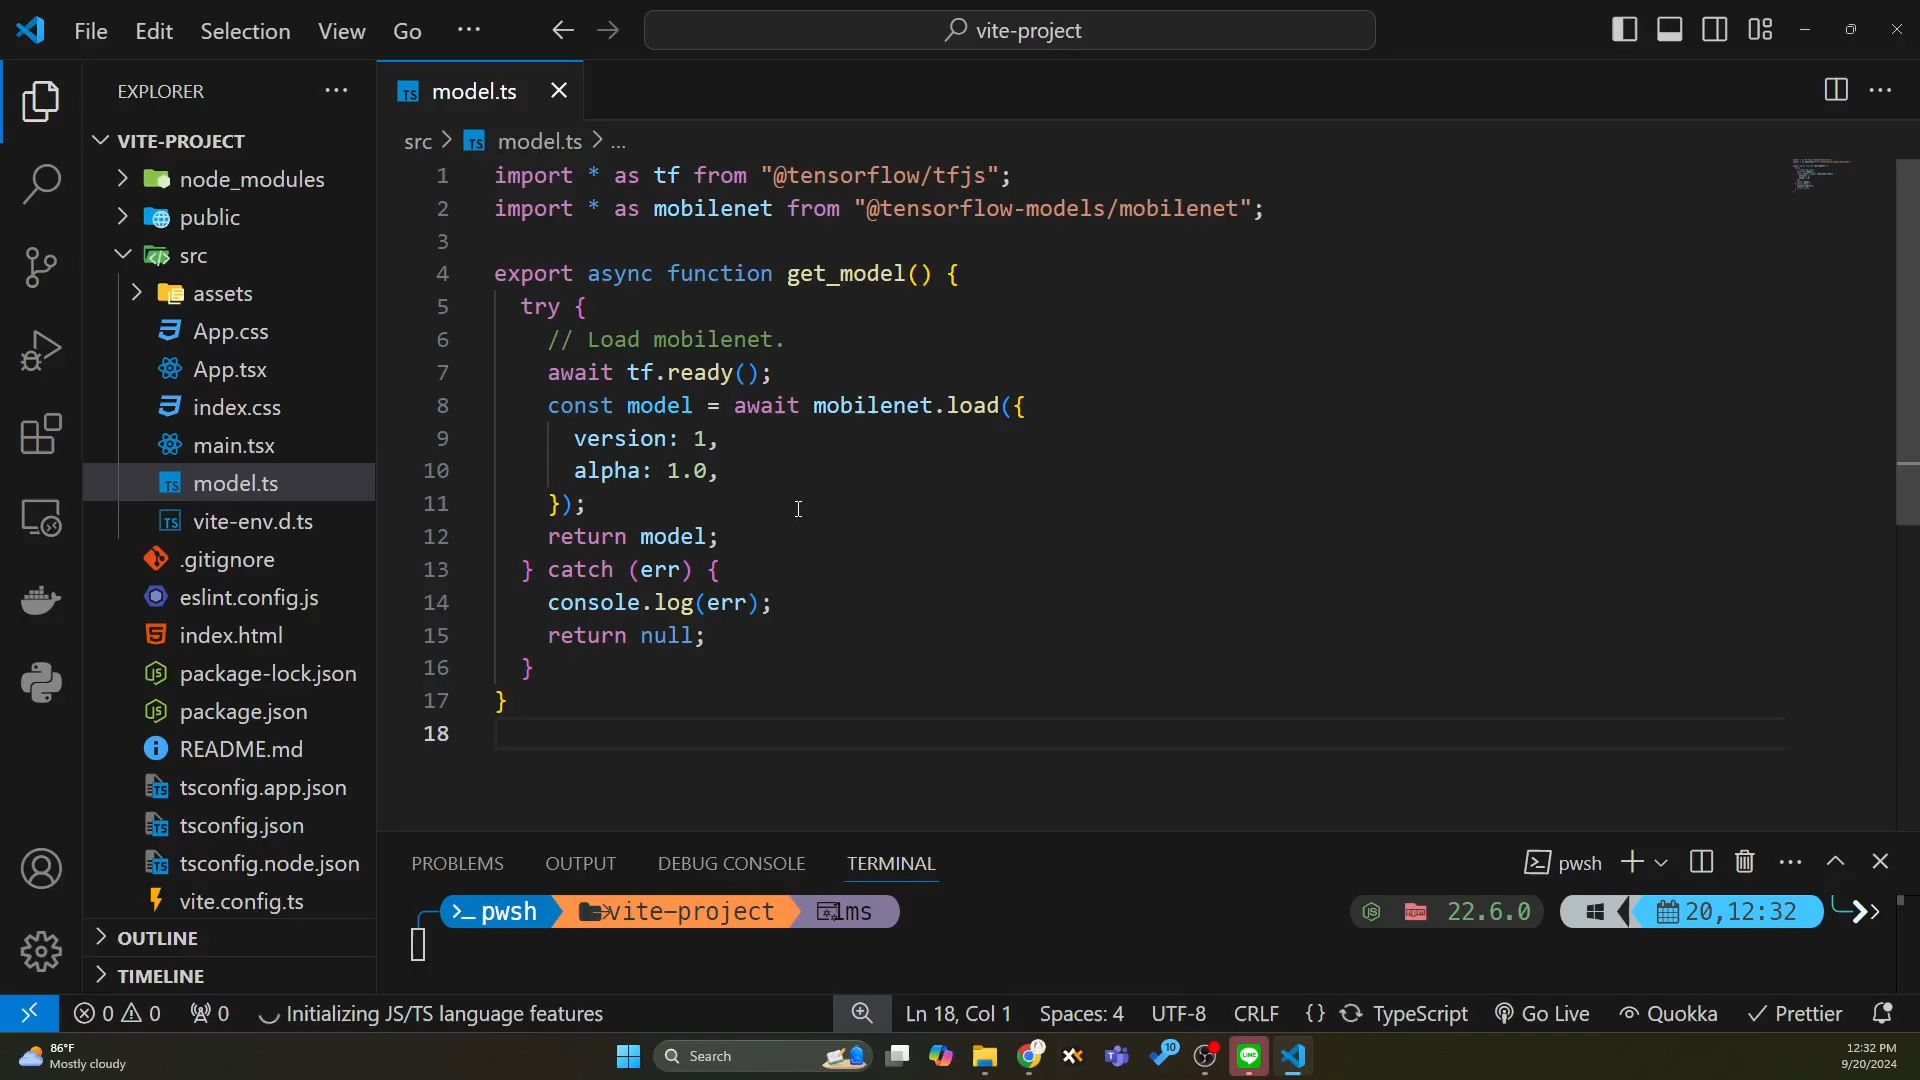 File Edit Selection View Go ... vite-project
EXPLORER ...
VITE-PROJECT
node_modules
public
src
assets
App.css
App.tsx
index.css
main.tsx
model.ts
vite-env.d.ts
.gitignore
eslint.config.js
index.html
package-lock.json
package.json
README.md
tsconfig.app.json
tsconfig.json
tsconfig.node.json
vite.config.ts
OUTLINE
TIMELINE
TS model.ts
src > TS model.ts > ...
1 import * as tf from "@tensorflow/tfjs";
2 import * as mobilenet from "@tensorflow-models/mobilenet";
3
4 export async function get_model() {
5 try {
6 // Load mobilenet.
7 await tf.ready();
8 const model = await mobilenet.load({
9 version: 1,
10 alpha: 1.0,
11 });
12 return model;
13 } catch (err) {
14 console.log(err);
15 return null;
16 }
17 }
18
PROBLEMS OUTPUT DEBUG CONSOLE TERMINAL pwsh
>_ pwsh vite-project 1ms 22.6.0 20,12:32
0 0 0 Initializing JS/TS language features Ln 18, Col 1 Spaces: 4 UTF-8 CRLF {} TypeScript Go Live Quokka Prettier
86°F
Mostly cloudy
Search
10
12:32 PM
9/20/2024